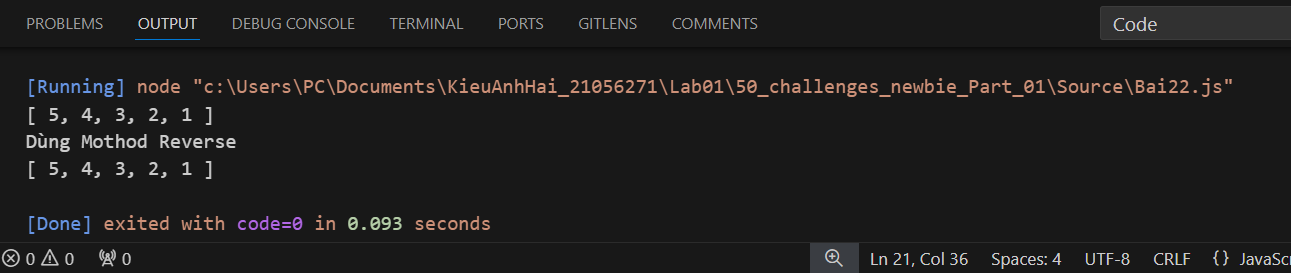 PROBLEMS OUTPUT DEBUG CONSOLE TERMINAL PORTS GITLENS COMMENTS Code
[Running] node "c:\Users\PC\Documents\KieuAnhHai_21056271\Lab01\50_challenges_newbie_Part_01\Source\Bai22.js"
[ 5, 4, 3, 2, 1 ]
Dùng Mothod Reverse
[ 5, 4, 3, 2, 1 ]
[Done] exited with code=0 in 0.093 seconds
0 0 0 Ln 21, Col 36 Spaces: 4 UTF-8 CRLF {} JavaScr